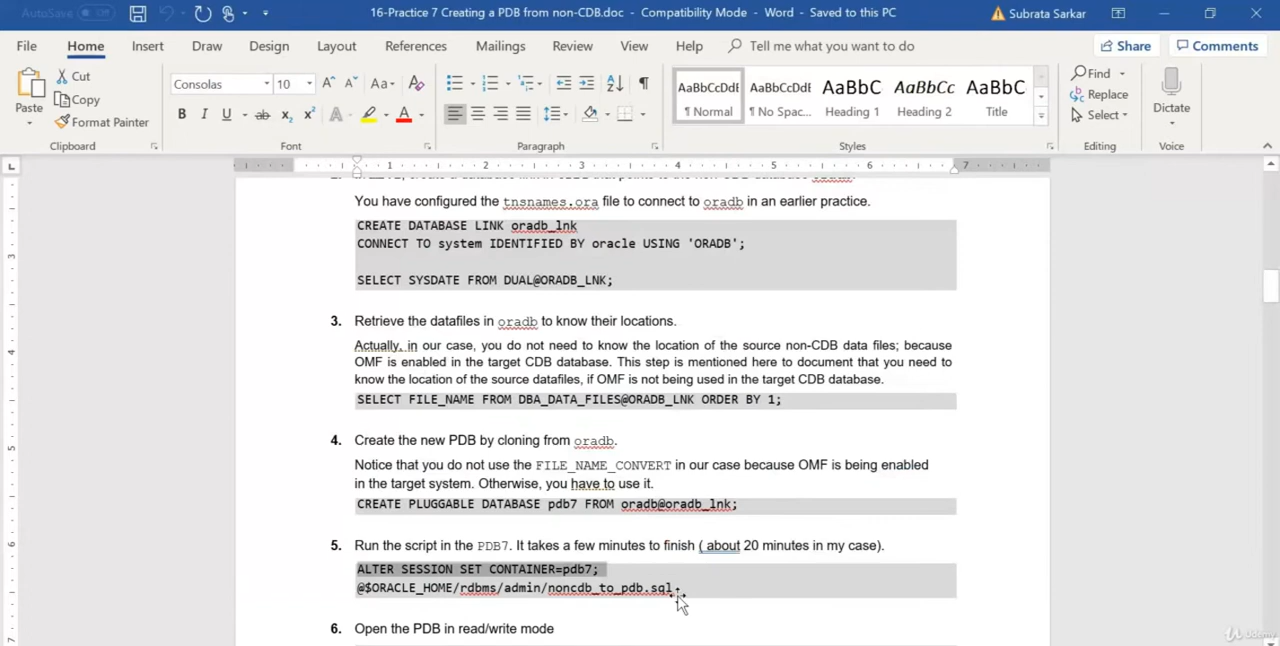 AutoSave Off
16-Practice 7 Creating a PDB from non-CDB.doc - Compatibility Mode - Word - Saved to this PC
Subrata Sarkar
File Home Insert Draw Design Layout References Mailings Review View Help Tell me what you want to do
Share Comments
Paste
Cut
Copy
Format Painter
Clipboard
Consolas 10
Font
Paragraph
AaBbCcDdE AaBbCcDdE AaBbC AaBbCc AaBbC
¶ Normal ¶ No Spac... Heading 1 Heading 2 Title
Styles
Find
Replace
Select
Editing
Dictate
Voice
1 2 3 4 5 6 7
You have configured the tnsnames.ora file to connect to oradb in an earlier practice.
CREATE DATABASE LINK oradb_lnk
CONNECT TO system IDENTIFIED BY oracle USING 'ORADB';
SELECT SYSDATE FROM DUAL@ORADB_LNK;
3. Retrieve the datafiles in oradb to know their locations.
Actually, in our case, you do not need to know the location of the source non-CDB data files; because
OMF is enabled in the target CDB database. This step is mentioned here to document that you need to
know the location of the source datafiles, if OMF is not being used in the target CDB database.
SELECT FILE_NAME FROM DBA_DATA_FILES@ORADB_LNK ORDER BY 1;
4. Create the new PDB by cloning from oradb.
Notice that you do not use the FILE_NAME_CONVERT in our case because OMF is being enabled
in the target system. Otherwise, you have to use it.
CREATE PLUGGABLE DATABASE pdb7 FROM oradb@oradb_lnk;
5. Run the script in the PDB7. It takes a few minutes to finish ( about 20 minutes in my case).
ALTER SESSION SET CONTAINER=pdb7;
@$ORACLE_HOME/rdbms/admin/noncdb_to_pdb.sql
6. Open the PDB in read/write mode
Udemy